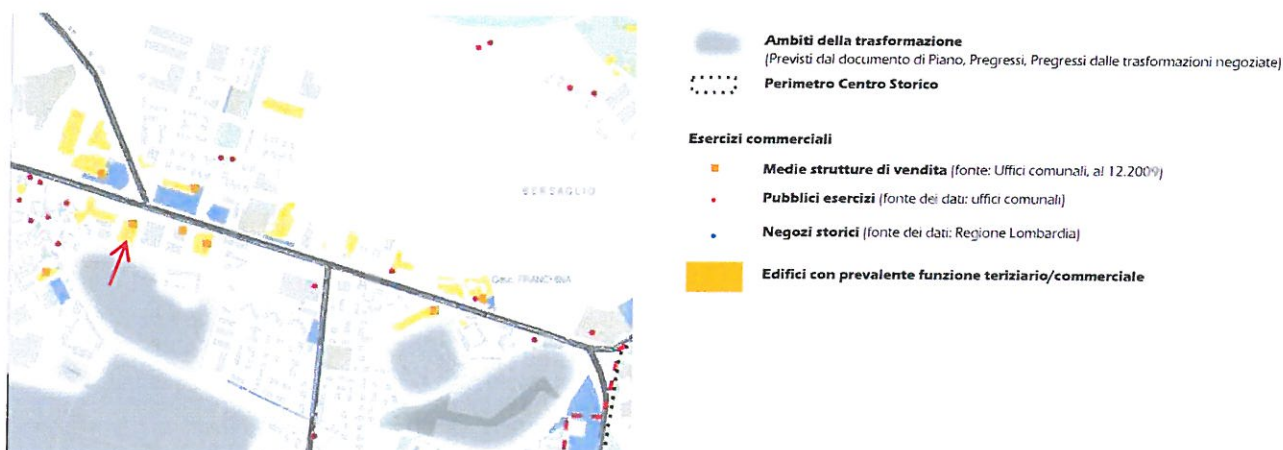 BERSAGLIO
Casc. FRANCHINA
Ambiti della trasformazione
(Previsti dal documento di Piano, Pregressi, Pregressi dalle trasformazioni negoziate)
Perimetro Centro Storico
Esercizi commerciali
Medie strutture di vendita (fonte: Uffici comunali, al 12.2009)
Pubblici esercizi (fonte dei dati: uffici comunali)
Negozi storici (fonte dei dati: Regione Lombardia)
Edifici con prevalente funzione teriziario/commerciale